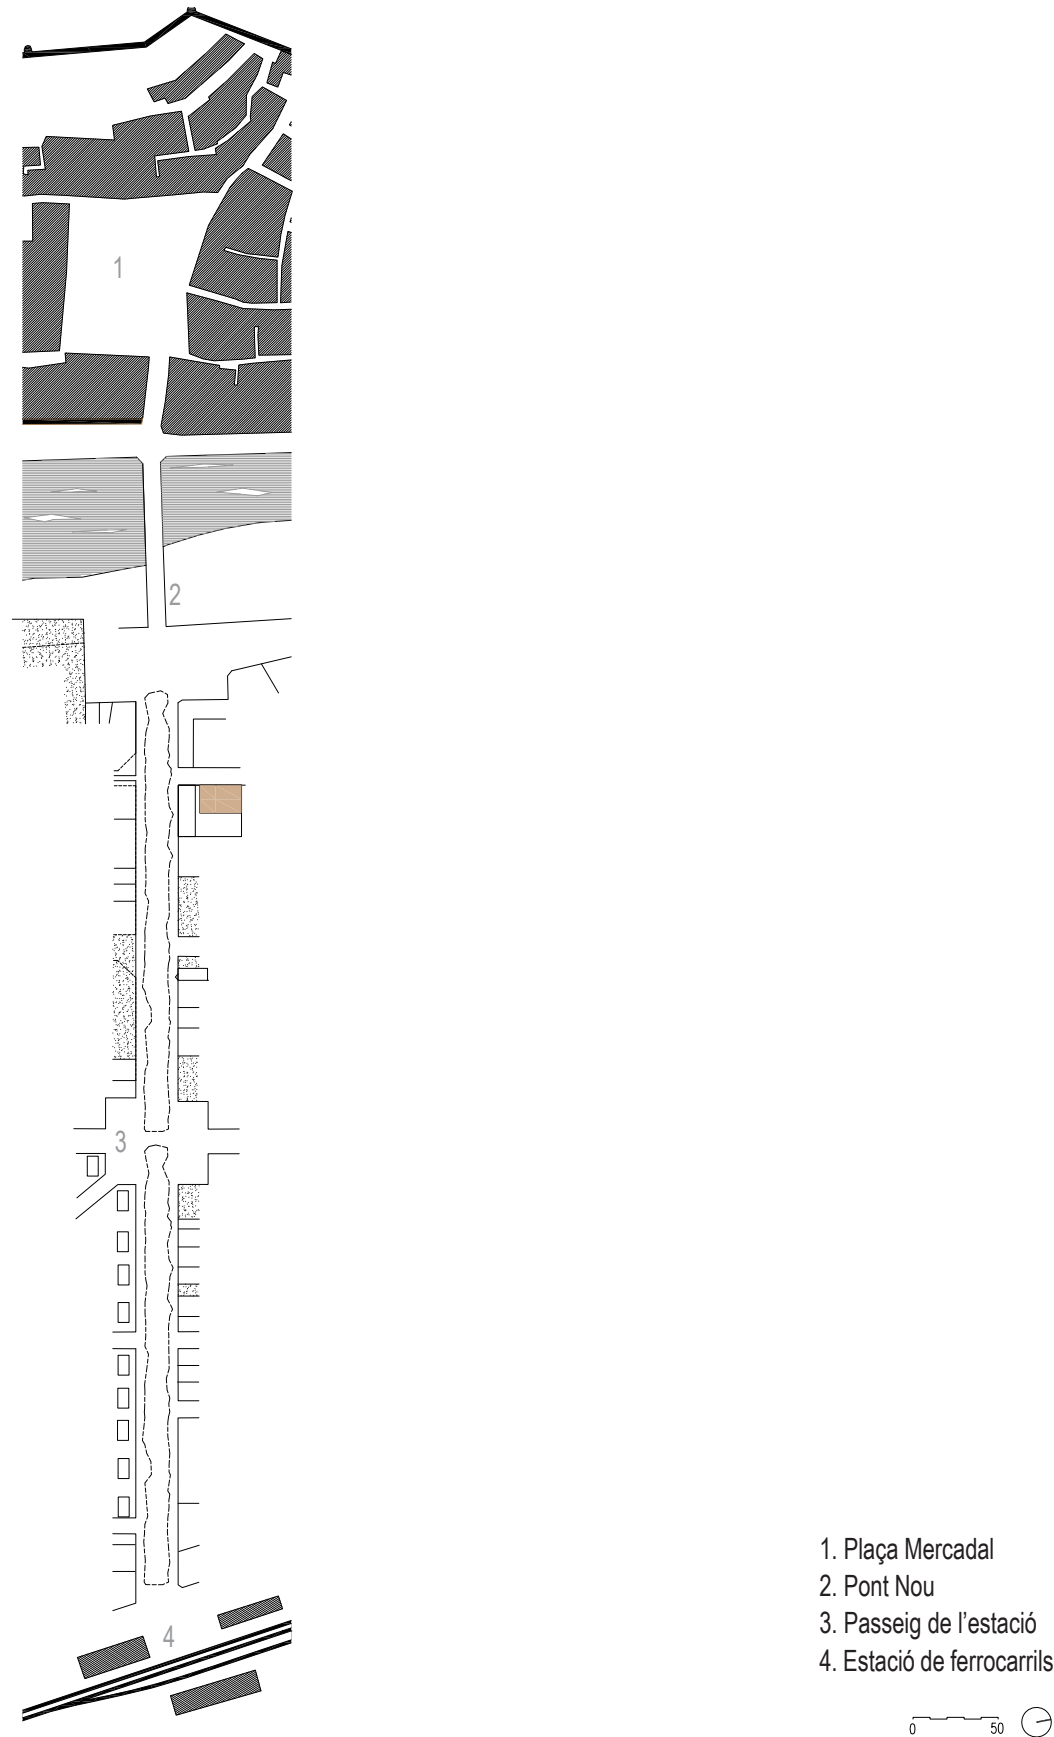 1
2
3
4
1. Plaça Mercadal
2. Pont Nou
3. Passeig de l'estació
4. Estació de ferrocarrils
0 50